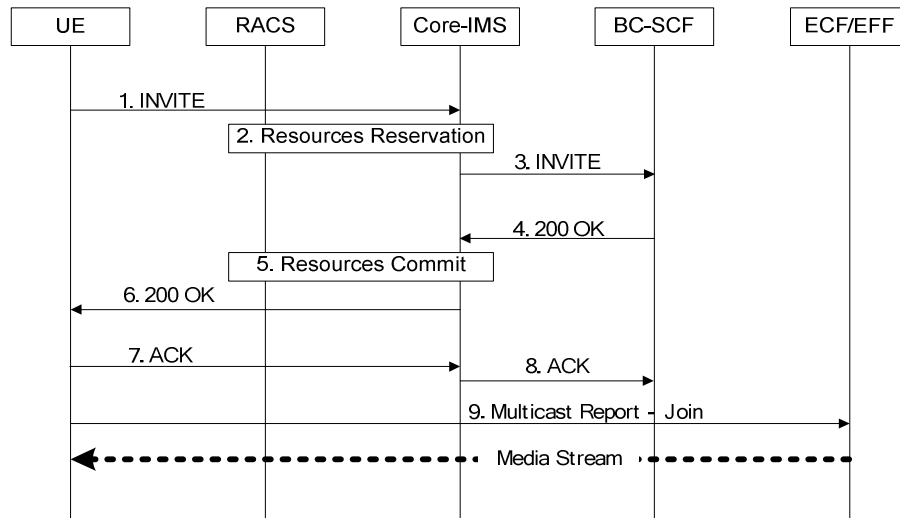 UE
RACS
Core-IMS
BC-SCF
ECF/EFF
1. INVITE
2. Resources Reservation
3. INVITE
4. 200 OK
5. Resources Commit
6. 200 OK
7. ACK
8. ACK
9. Multicast Report - Join
Media Stream